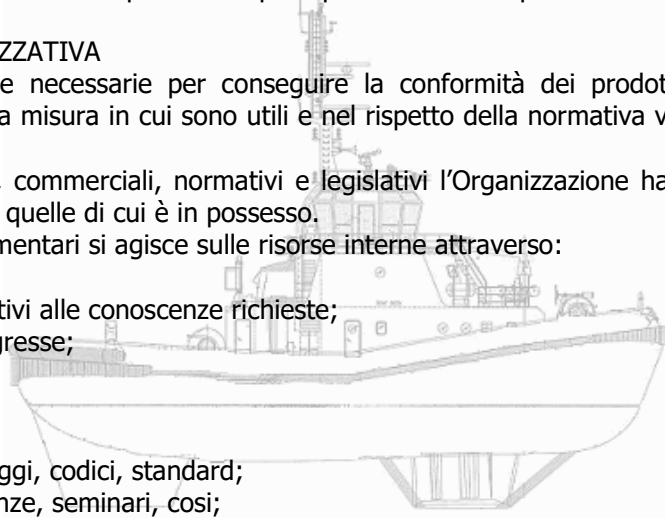 ZZATIVA
e necessarie per conseguire la conformità dei prodot
a misura in cui sono utili e nel rispetto della normativa v
commerciali, normativi e legislativi l'Organizzazione ha
quelle di cui è in possesso.
mentari si agisce sulle risorse interne attraverso:
tivi alle conoscenze richieste;
gresse;
ggi, codici, standard;
nze, seminari, cosi;